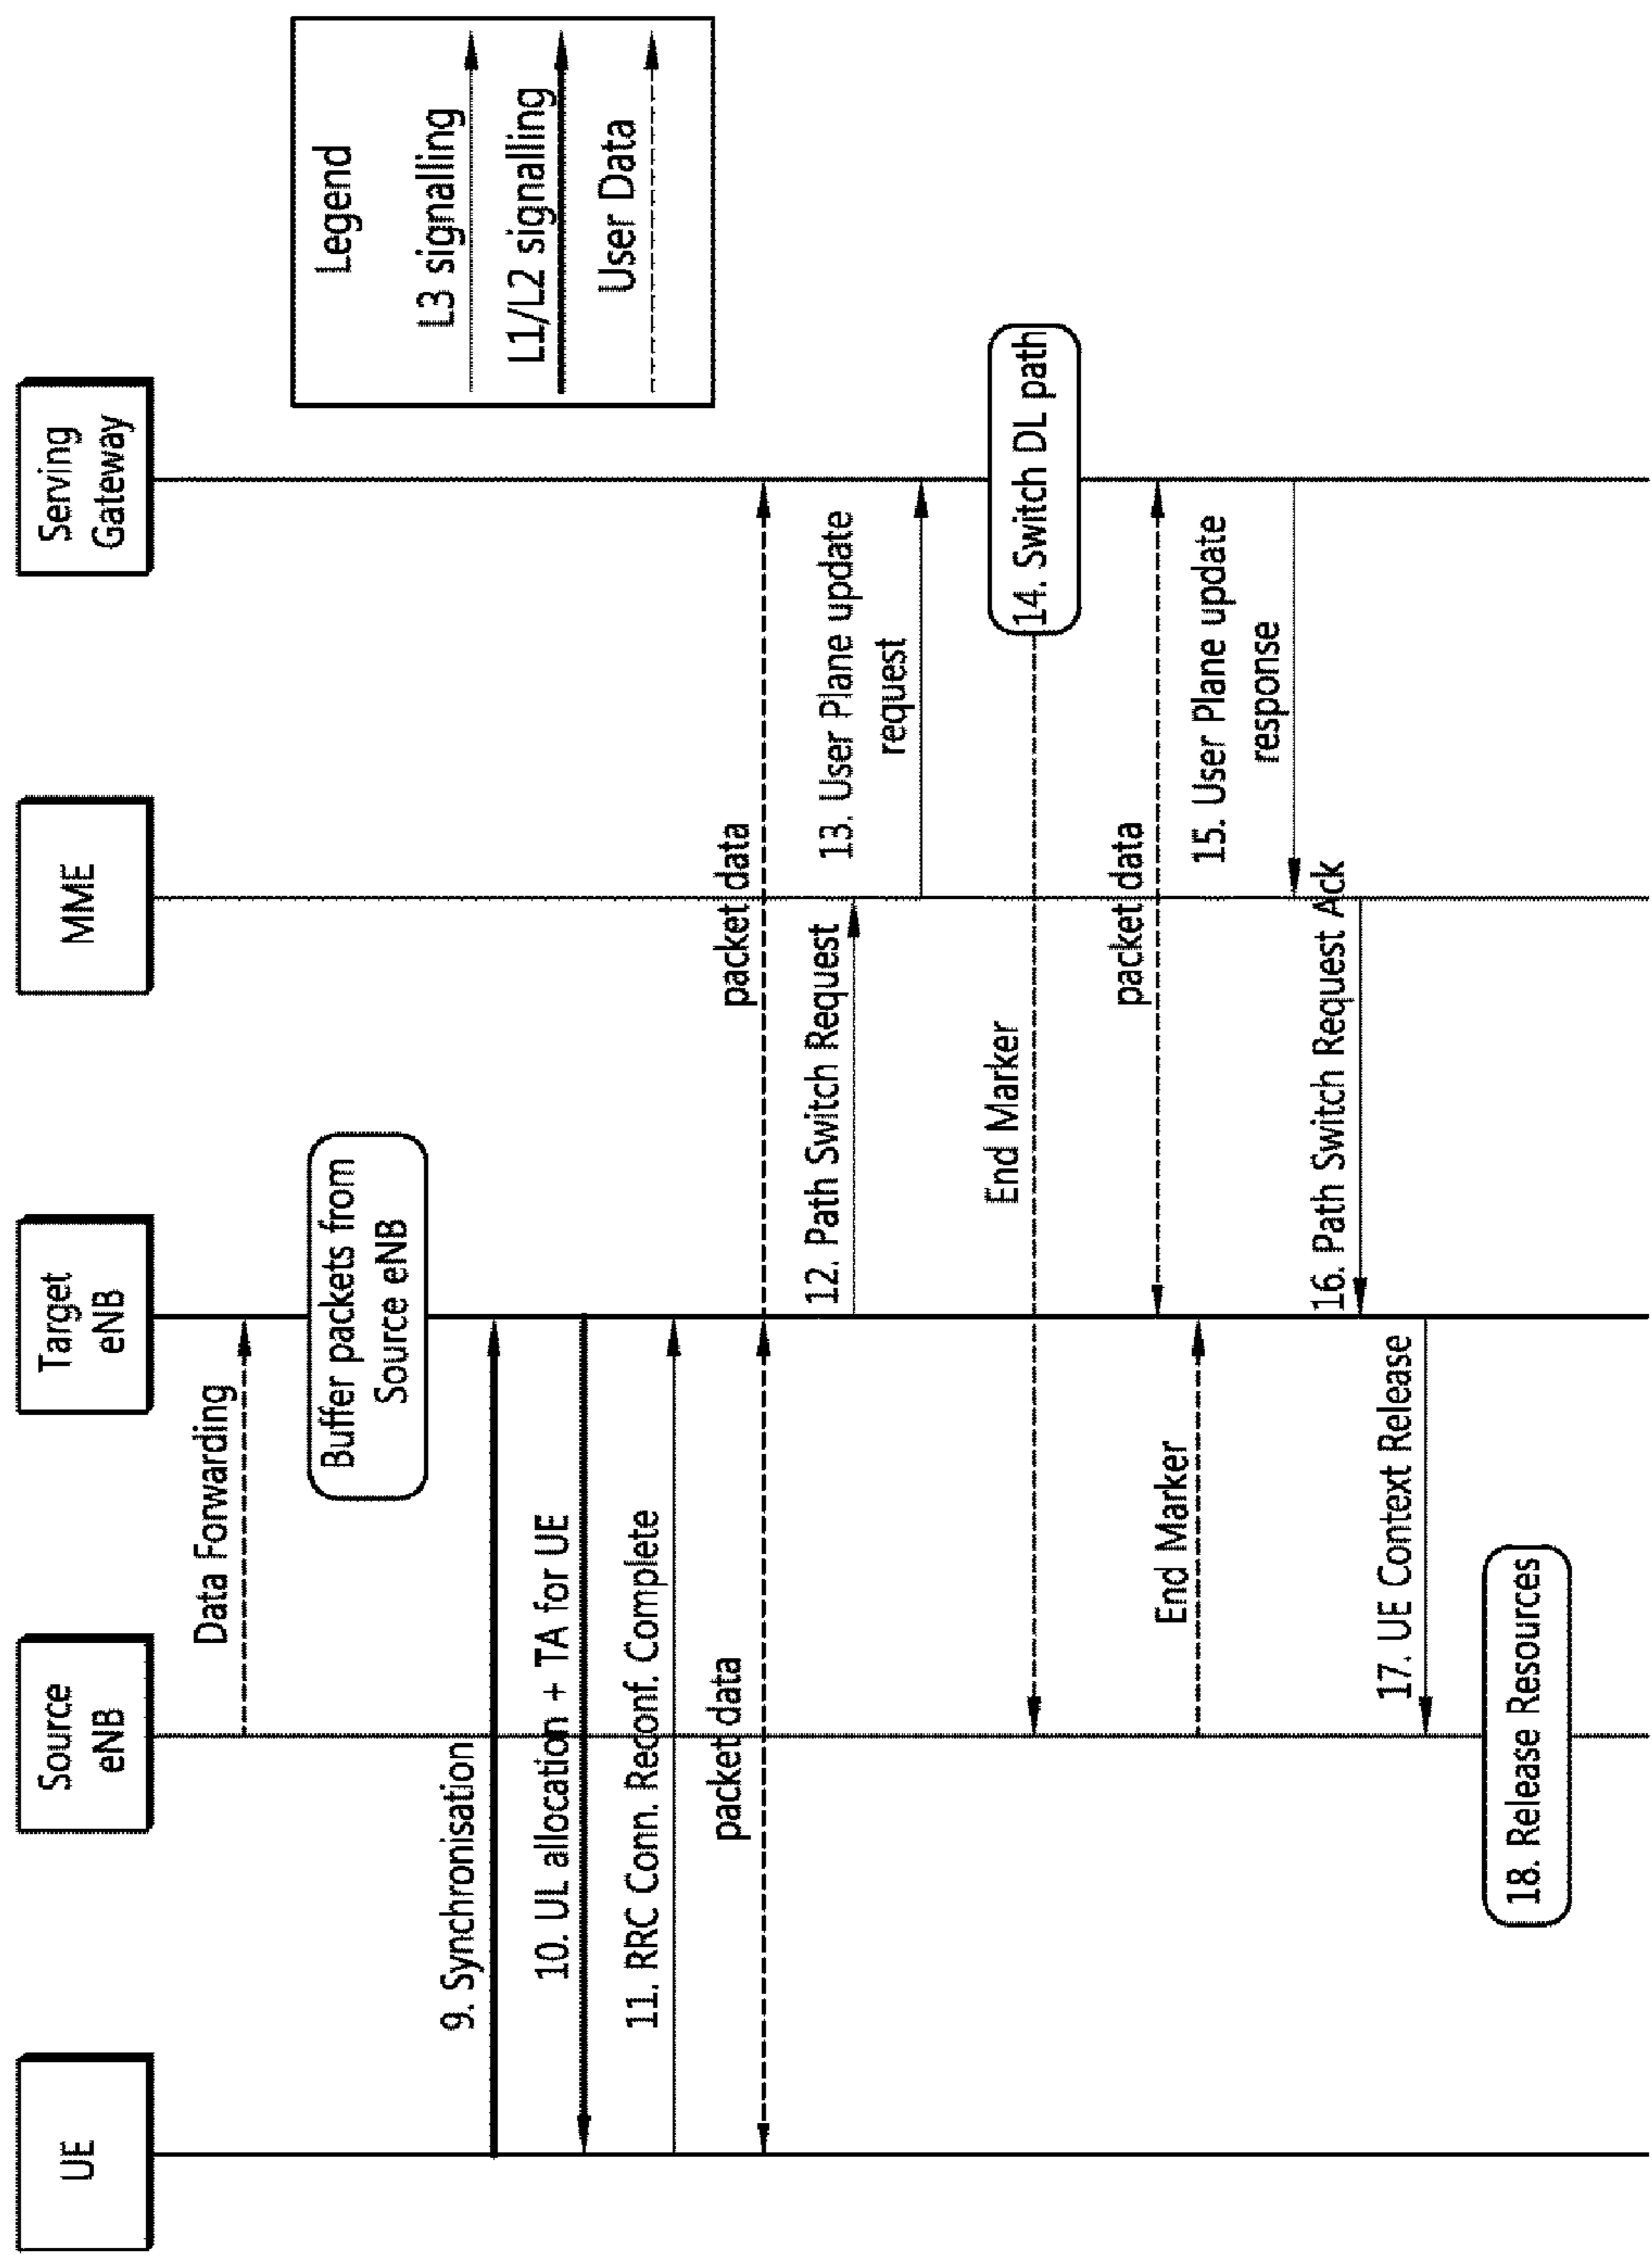 UE
Source
eNB
Target
eNB
MME
Serving
Gateway
Legend
L3 signalling
L1/L2 signalling
User Data
Data Forwarding
Buffer packets from
Source eNB
9. Synchronisation
10. UL allocation + TA for UE
11. RRC Conn. Reconf. Complete
packet data
packet data
12. Path Switch Request
13. User Plane update
request
End Marker
14. Switch DL path
packet data
End Marker
15. User Plane update
response
16. Path Switch Request Ack
17. UE Context Release
18. Release Resources